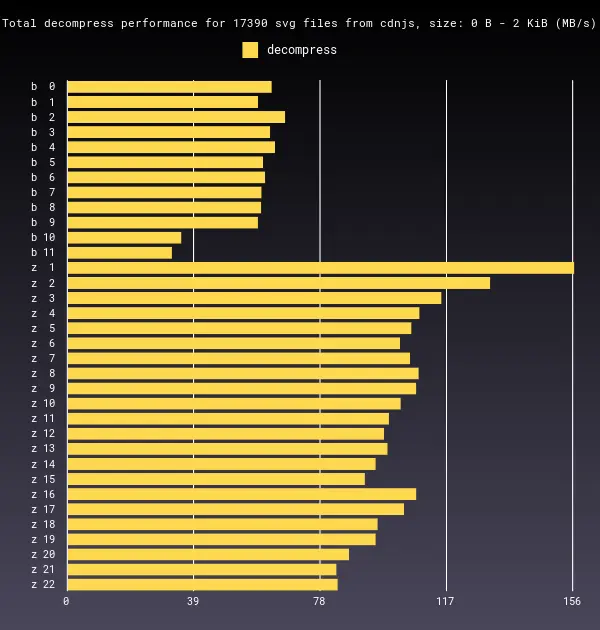 Total decompress performance for 17390 svg files from cdnjs, size: 0 B - 2 KiB (MB/s)
decompress
b 0
b 1
b 2
b 3
b 4
b 5
b 6
b 7
b 8
b 9
b 10
b 11
z 1
z 2
z 3
z 4
z 5
z 6
z 7
z 8
z 9
z 10
z 11
z 12
z 13
z 14
z 15
z 16
z 17
z 18
z 19
z 20
z 21
z 22
0 39 78 117 156